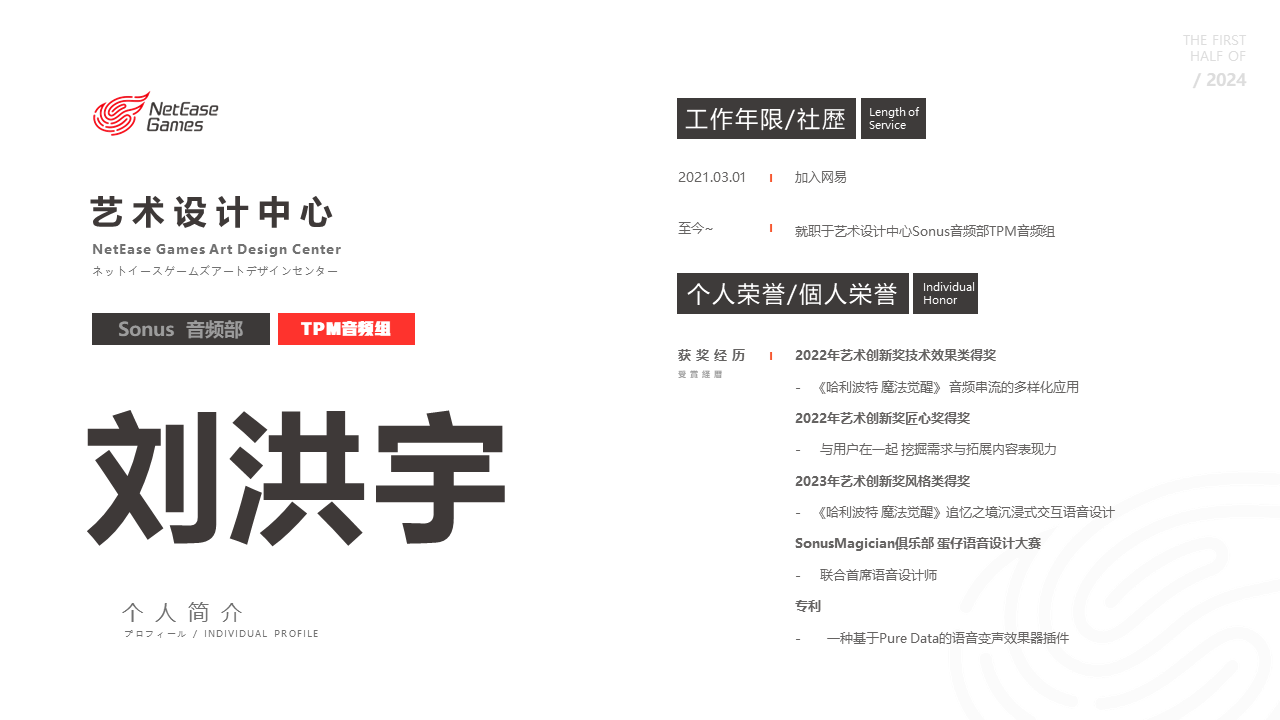 THE FIRST
HALF OF
/ 2024
NetEase
Games
艺术设计中心
NetEase Games Art Design Center
ネットイースゲームズアートデザインセンター
Sonus 音频部
TPM音频组
刘洪宇
个人简介
プロフィール / INDIVIDUAL PROFILE
工作年限/社歴
Length of
Service
2021.03.01
加入网易
至今~
就职于艺术设计中心Sonus音频部TPM音频组
个人荣誉/個人栄誉
Individual
Honor
获奖经历
受賞経暦
2022年艺术创新奖技术效果类得奖
- 《哈利波特 魔法觉醒》 音频串流的多样化应用
2022年艺术创新奖匠心奖得奖
- 与用户在一起 挖掘需求与拓展内容表现力
2023年艺术创新奖风格类得奖
- 《哈利波特 魔法觉醒》追忆之境沉浸式交互语音设计
SonusMagician俱乐部 蛋仔语音设计大赛
- 联合首席语音设计师
专利
- 一种基于Pure Data的语音变声效果器插件